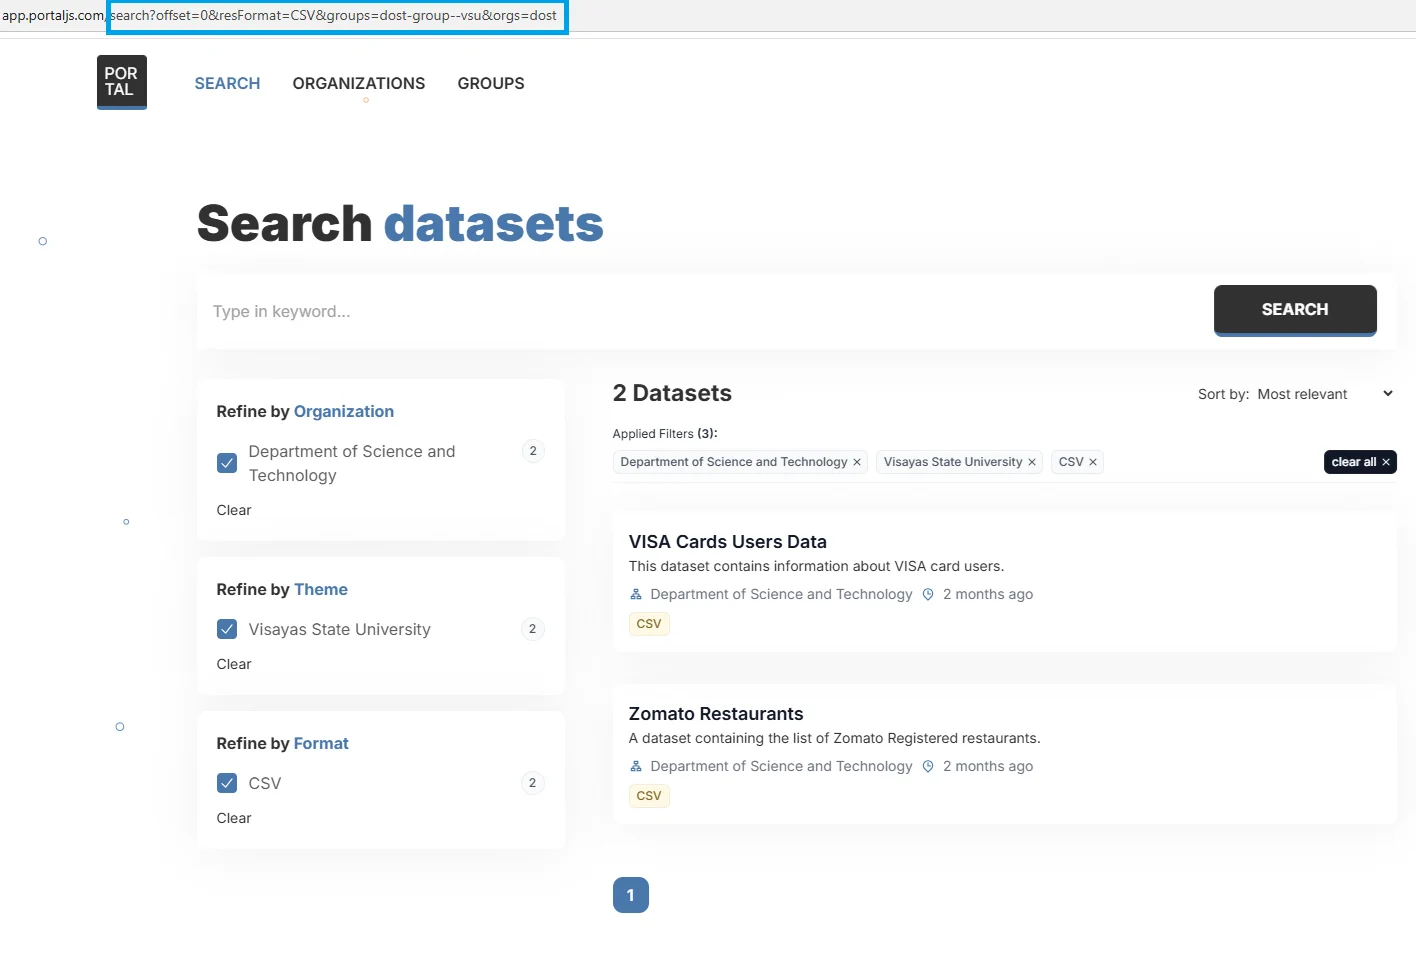 app.portaljs.com/search?offset=0&resFormat=CSV&groups=dost-group--vsu&orgs=dost
POR
TAL
SEARCH ORGANIZATIONS GROUPS
Search datasets
Type in keyword...
SEARCH
Refine by Organization
Department of Science and
Technology
2
Clear
Refine by Theme
Visayas State University 2
Clear
Refine by Format
CSV 2
Clear
2 Datasets
Sort by: Most relevant
Applied Filters (3):
Department of Science and Technology × Visayas State University × CSV × clear all ×
VISA Cards Users Data
This dataset contains information about VISA card users.
Department of Science and Technology 2 months ago
CSV
Zomato Restaurants
A dataset containing the list of Zomato Registered restaurants.
Department of Science and Technology 2 months ago
CSV
1